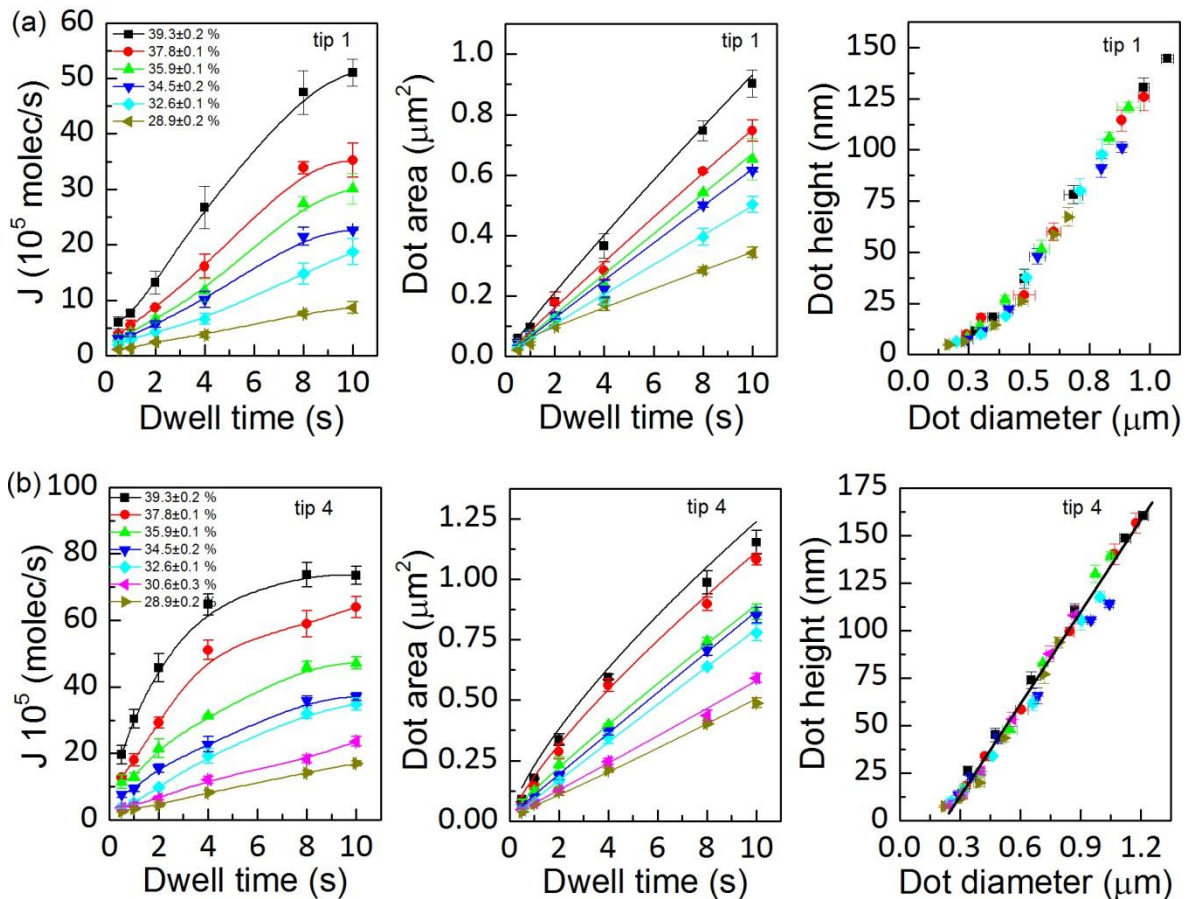 (a)
60
50
40
30
20
10
0
J (10⁵ molec/s)
39.3±0.2 %
37.8±0.1 %
35.9±0.1 %
34.5±0.2 %
32.6±0.1 %
28.9±0.2 %
tip 1
0 2 4 6 8 10
Dwell time (s)
1.0
0.8
0.6
0.4
0.2
0.0
Dot area (μm²)
tip 1
0 2 4 6 8 10
Dwell time (s)
150
125
100
75
50
25
0
Dot height (nm)
tip 1
0.0 0.3 0.5 0.8 1.0
Dot diameter (μm)
(b)
100
80
60
40
20
0
J 10⁵ (molec/s)
39.3±0.2 %
37.8±0.1 %
35.9±0.1 %
34.5±0.2 %
32.6±0.1 %
30.6±0.3 %
28.9±0.2 %
tip 4
0 2 4 6 8 10
Dwell time (s)
1.25
1.00
0.75
0.50
0.25
0.00
Dot area (μm²)
tip 4
0 2 4 6 8 10
Dwell time (s)
175
150
125
100
75
50
25
0
Dot height (nm)
tip 4
0.0 0.3 0.6 0.9 1.2
Dot diameter (μm)